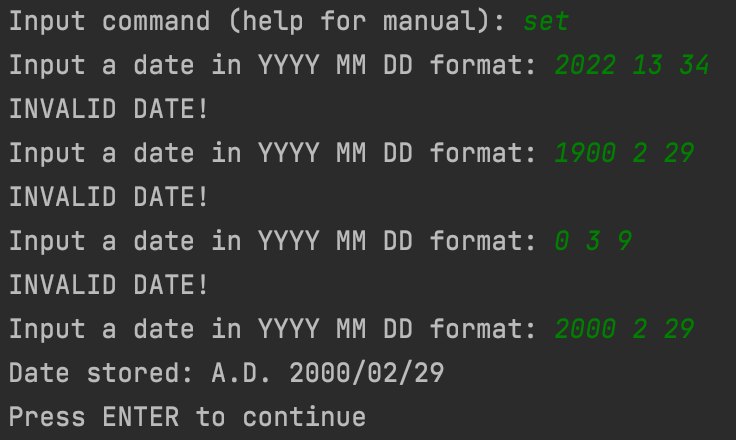 Input command (help for manual): set
Input a date in YYYY MM DD format: 2022 13 34
INVALID DATE!
Input a date in YYYY MM DD format: 1900 2 29
INVALID DATE!
Input a date in YYYY MM DD format: 0 3 9
INVALID DATE!
Input a date in YYYY MM DD format: 2000 2 29
Date stored: A.D. 2000/02/29
Press ENTER to continue